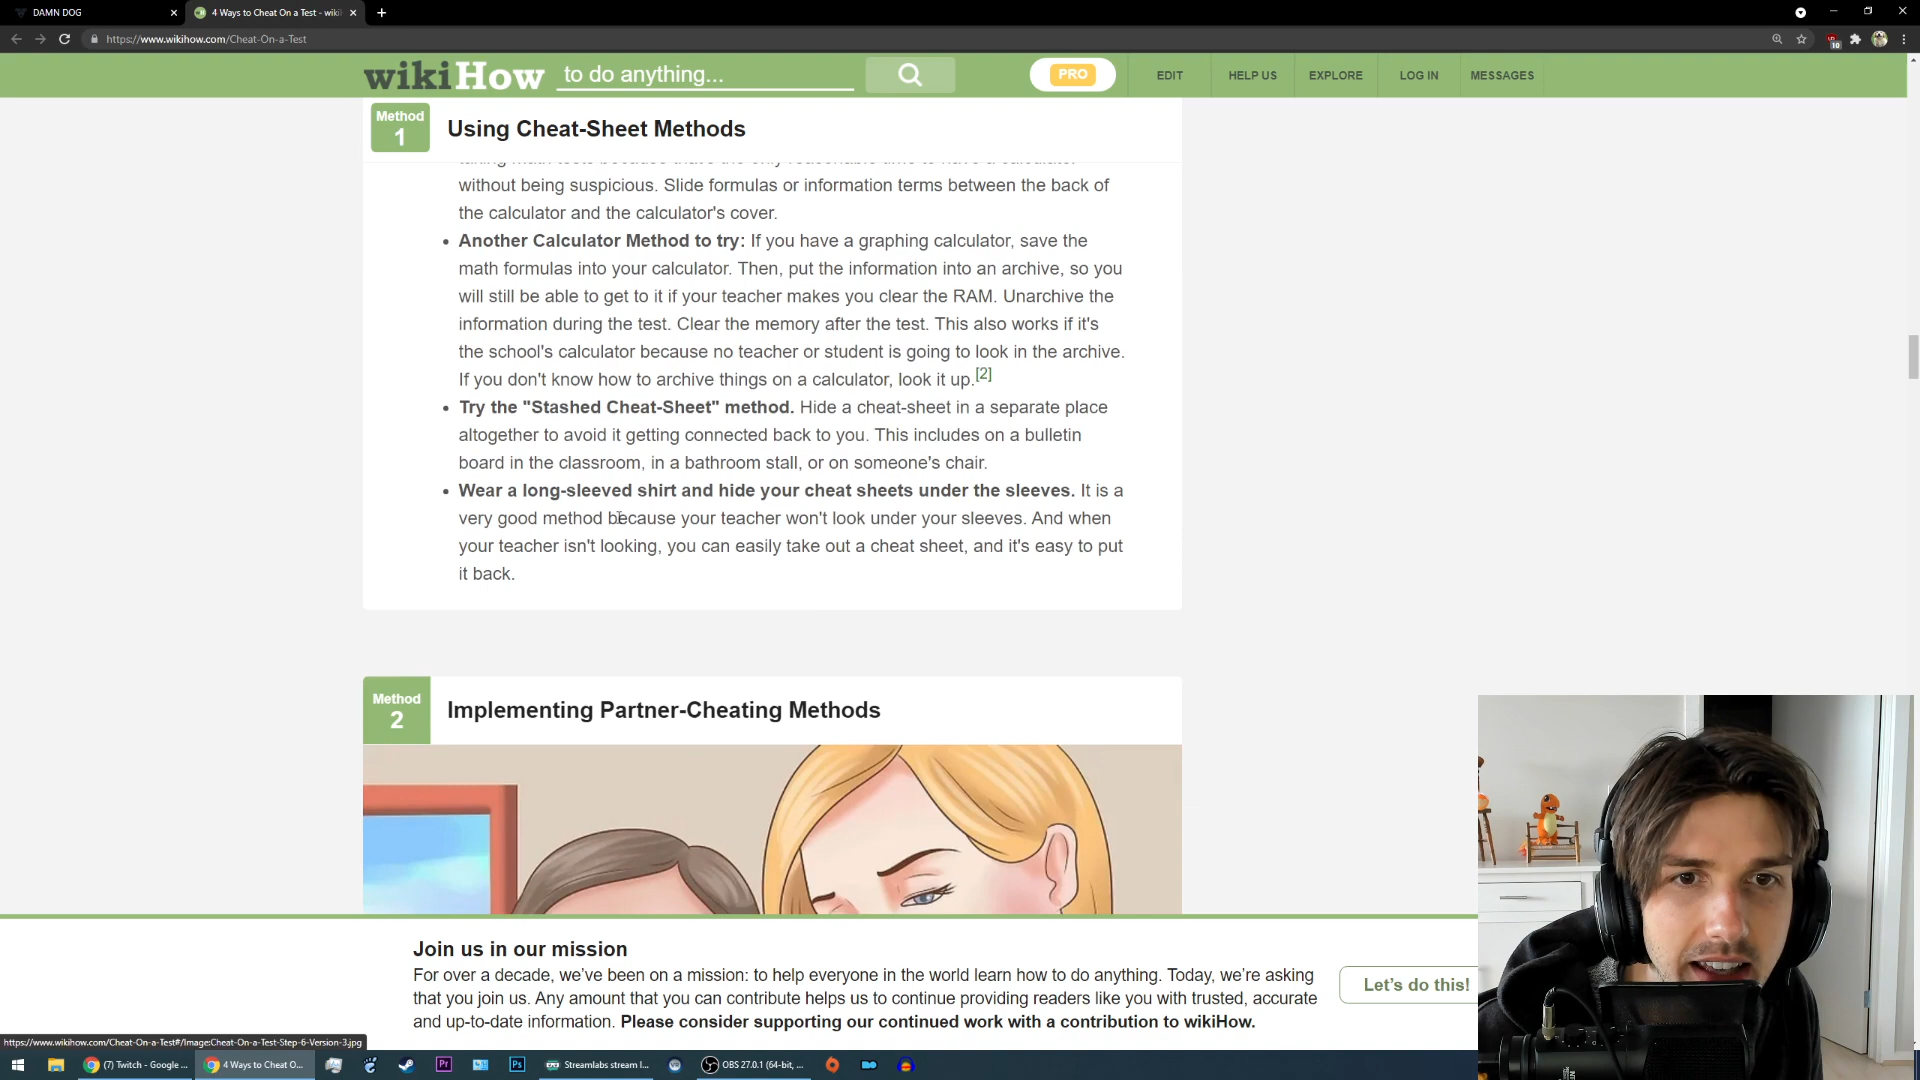 DAMN DOG
4 Ways to Cheat On a Test - wiki
https://www.wikihow.com/Cheat-On-a-Test
wikiHow to do anything...
PRO
EDIT
HELP US
EXPLORE
LOG IN
MESSAGES
Method
1
Using Cheat-Sheet Methods
taking math tests because that's the only reasonable time to have a calculator
without being suspicious. Slide formulas or information terms between the back of
the calculator and the calculator's cover.
Another Calculator Method to try: If you have a graphing calculator, save the
math formulas into your calculator. Then, put the information into an archive, so you
will still be able to get to it if your teacher makes you clear the RAM. Unarchive the
information during the test. Clear the memory after the test. This also works if it's
the school's calculator because no teacher or student is going to look in the archive.
If you don't know how to archive things on a calculator, look it up.[2]
Try the "Stashed Cheat-Sheet" method. Hide a cheat-sheet in a separate place
altogether to avoid it getting connected back to you. This includes on a bulletin
board in the classroom, in a bathroom stall, or on someone's chair.
Wear a long-sleeved shirt and hide your cheat sheets under the sleeves. It is a
very good method because your teacher won't look under your sleeves. And when
your teacher isn't looking, you can easily take out a cheat sheet, and it's easy to put
it back.
Method
2
Implementing Partner-Cheating Methods
Join us in our mission
For over a decade, we've been on a mission: to help everyone in the world learn how to do anything. Today, we're asking
that you join us. Any amount that you can contribute helps us to continue providing readers like you with trusted, accurate
and up-to-date information. Please consider supporting our continued work with a contribution to wikiHow.
Let's do this!
https://www.wikihow.com/Cheat-On-a-Test#/Image:Cheat-On-a-Test-Step-6-Version-3.jpg
(7) Twitch - Google ...
4 Ways to Cheat O...
Pr
Ps
Streamlabs stream l...
OBS 27.0.1 (64-bit, ...